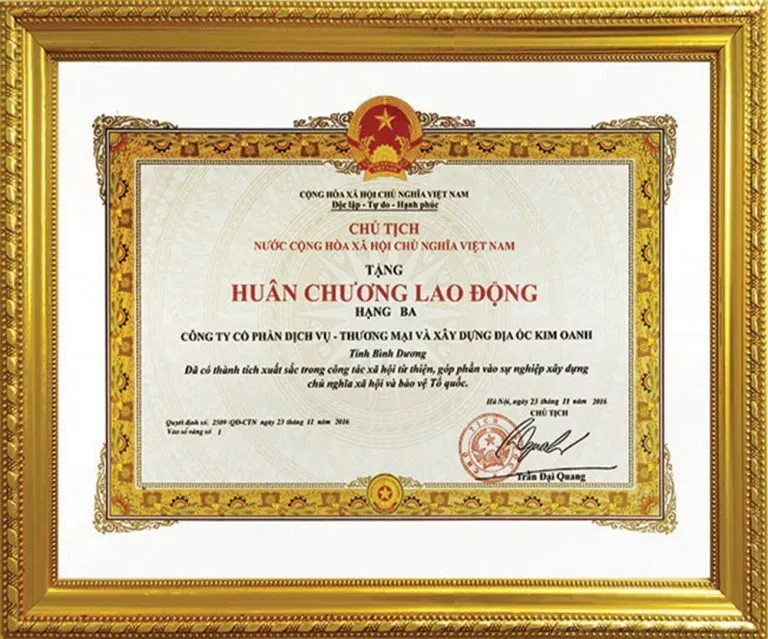 CỘNG HÒA XÃ HỘI CHỦ NGHĨA VIỆT NAM
Độc lập - Tự do - Hạnh phúc
CHỦ TỊCH
NƯỚC CỘNG HÒA XÃ HỘI CHỦ NGHĨA VIỆT NAM
TẶNG
HUÂN CHƯƠNG LAO ĐỘNG
HẠNG BA
CÔNG TY CỔ PHẦN DỊCH VỤ - THƯƠNG MẠI VÀ XÂY DỰNG ĐỊA ỐC KIM OANH
Tỉnh Bình Dương
Đã có thành tích xuất sắc trong công tác xã hội từ thiện, góp phần vào sự nghiệp xây dựng
chủ nghĩa xã hội và bảo vệ Tổ quốc.
Hà Nội, ngày 23 tháng 11 năm 2016
Quyết định số: 2509 /QĐ-CTN ngày 23 tháng 11 năm 2016
Vào sổ vàng số 1
CHỦ TỊCH
Trần Đại Quang